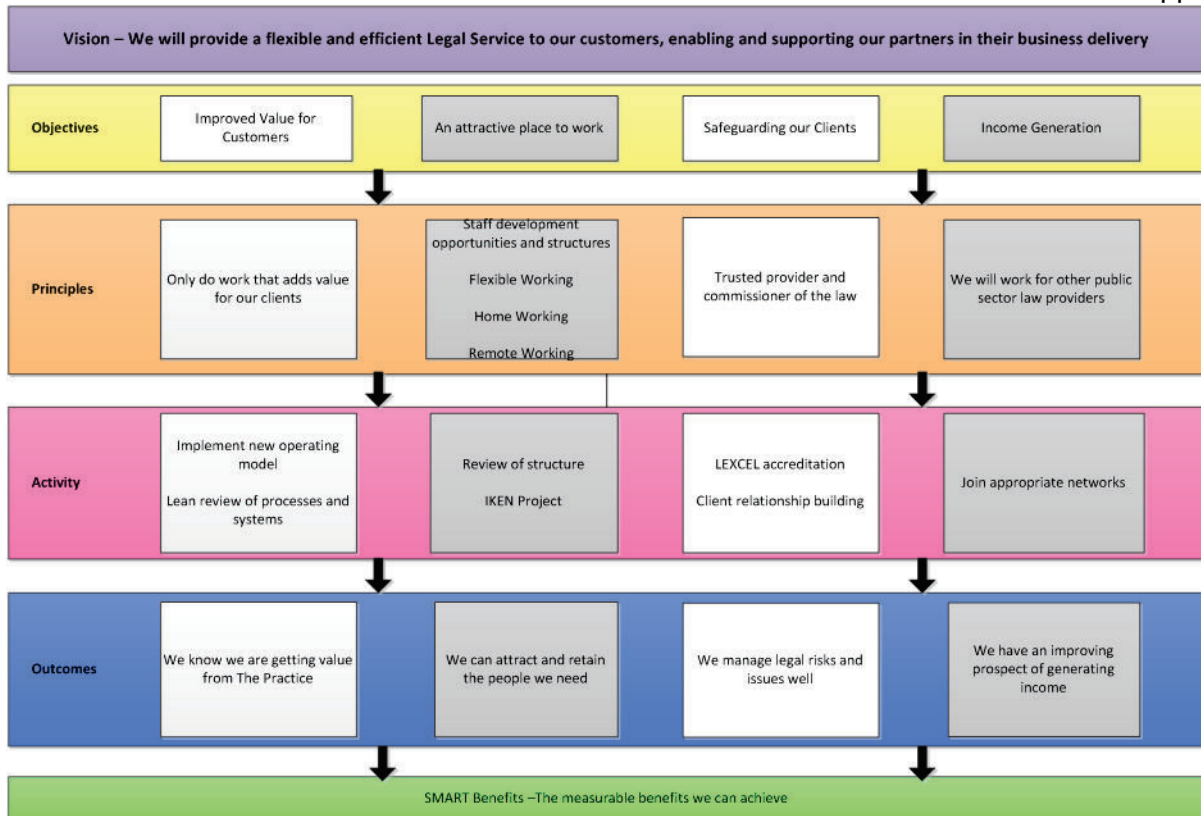 Vision – We will provide a flexible and efficient Legal Service to our customers, enabling and supporting our partners in their business delivery
Objectives
Improved Value for
Customers
An attractive place to work
Safeguarding our Clients
Income Generation
Principles
Only do work that adds value
for our clients
Staff development
opportunities and structures
Flexible Working
Home Working
Remote Working
Trusted provider and
commissioner of the law
We will work for other public
sector law providers
Activity
Implement new operating
model
Lean review of processes and
systems
Review of structure
IKEN Project
LEXCEL accreditation
Client relationship building
Join appropriate networks
Outcomes
We know we are getting value
from The Practice
We can attract and retain
the people we need
We manage legal risks and
issues well
We have an improving
prospect of generating
income
SMART Benefits –The measurable benefits we can achieve